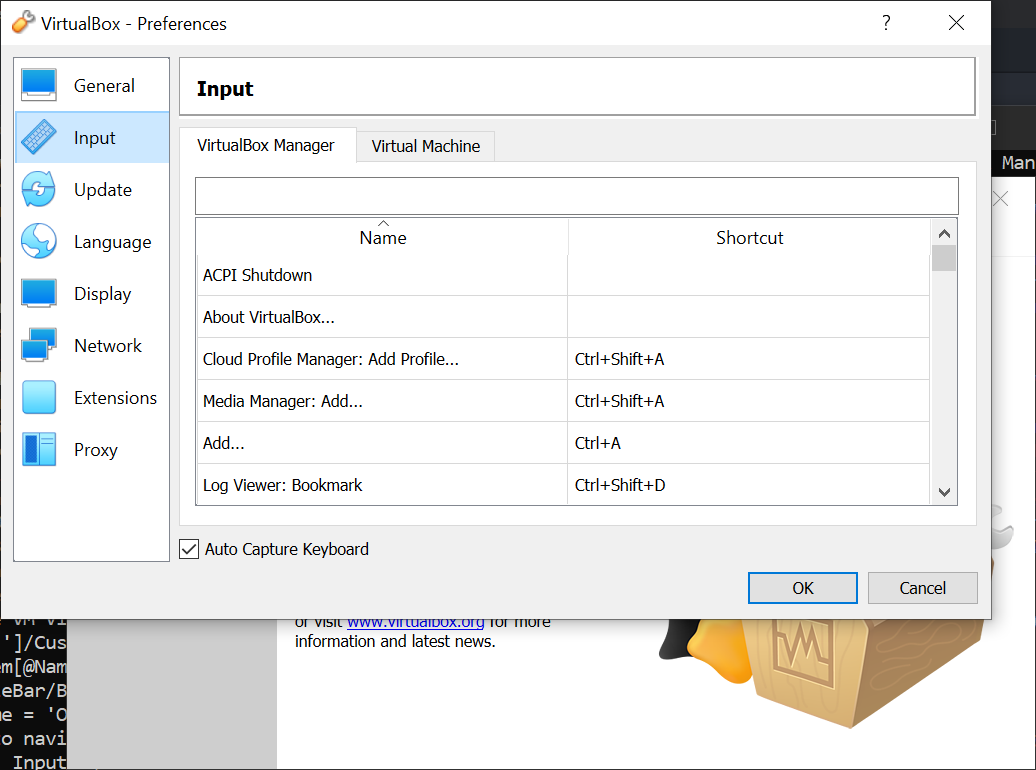 VirtualBox - Preferences
?
General
Input
Update
Language
Display
Network
Extensions
Proxy
Input
VirtualBox Manager
Virtual Machine
Name Shortcut
ACPI Shutdown
About VirtualBox...
Cloud Profile Manager: Add Profile... Ctrl+Shift+A
Media Manager: Add... Ctrl+Shift+A
Add... Ctrl+A
Log Viewer: Bookmark Ctrl+Shift+D
Auto Capture Keyboard
OK
Cancel
Man
or visit www.virtualbox.org for more
information and latest news.
']/Cus
em[@Nam
eBar/B
me = 'O
to navi
Input